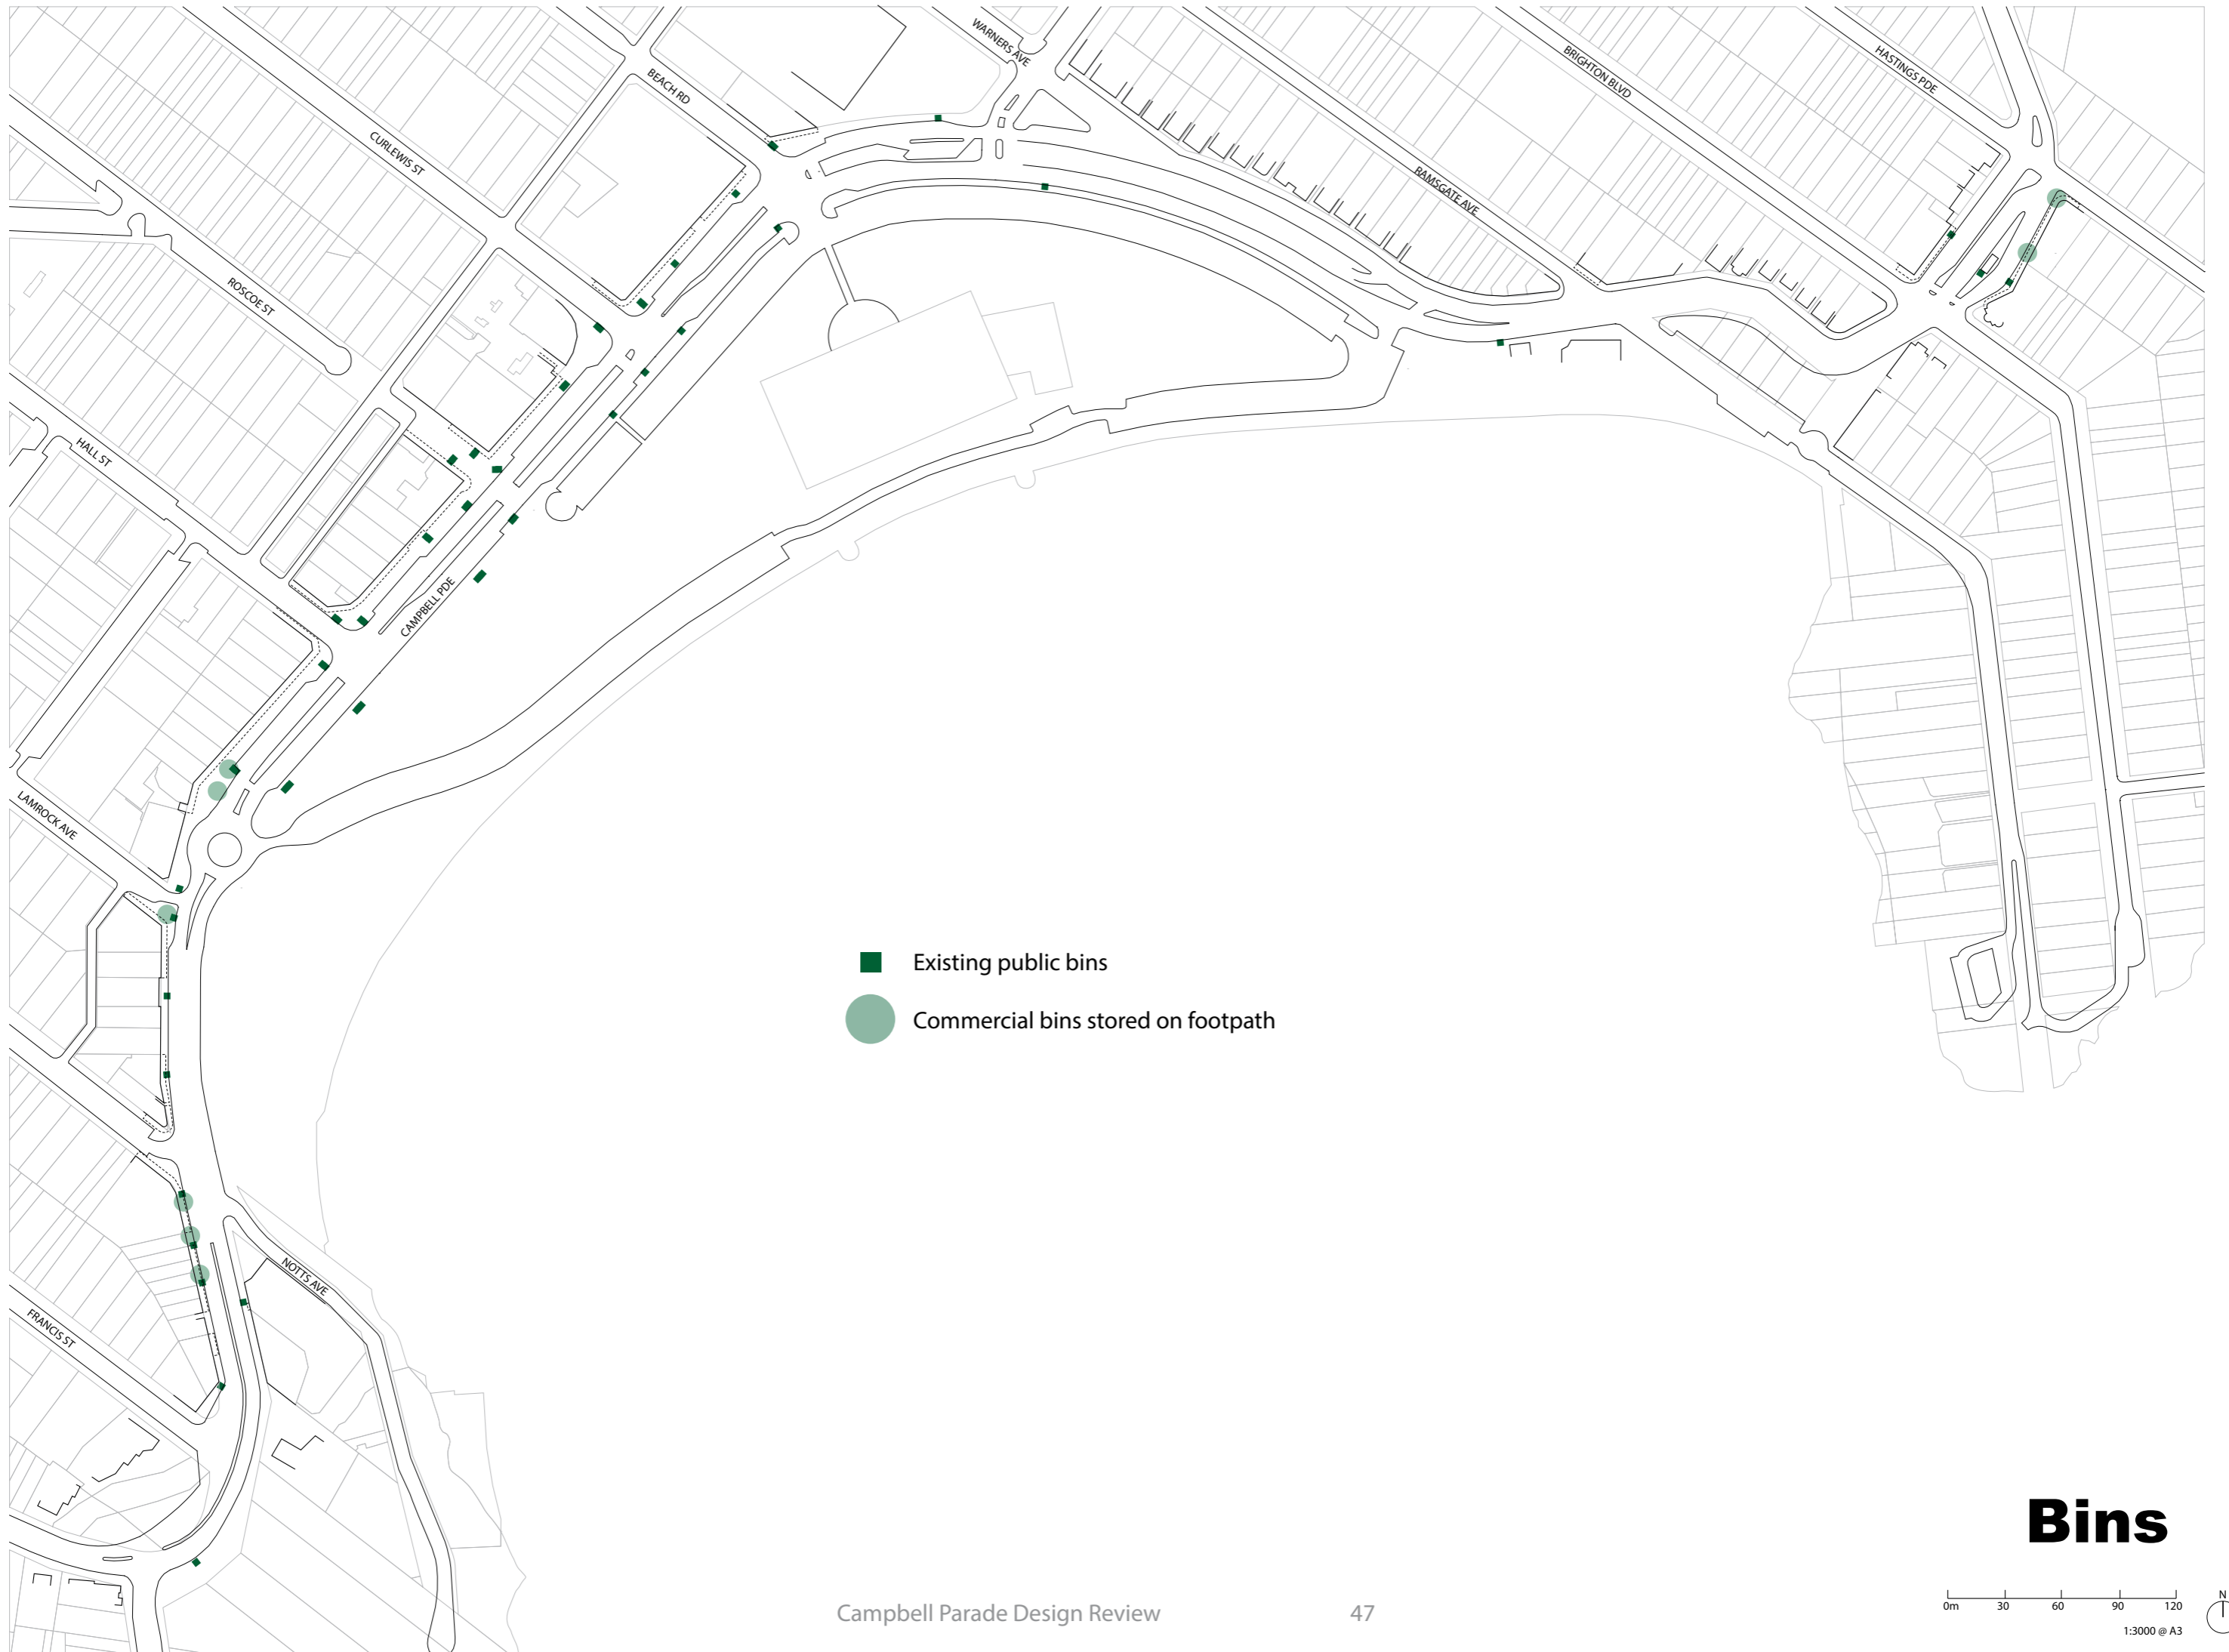 WARNERS AVE
BEACH RD
BRIGHTON BLVD
HASTINGS PDE
CURLEWIS ST
RAMSGATE AVE
ROSCOE ST
HALL ST
CAMPBELL PDE
LAMROCK AVE
Existing public bins
Commercial bins stored on footpath
NOTTS AVE
FRANCIS ST
Bins
Campbell Parade Design Review
47
0m 30 60 90 120
N
1:3000 @ A3